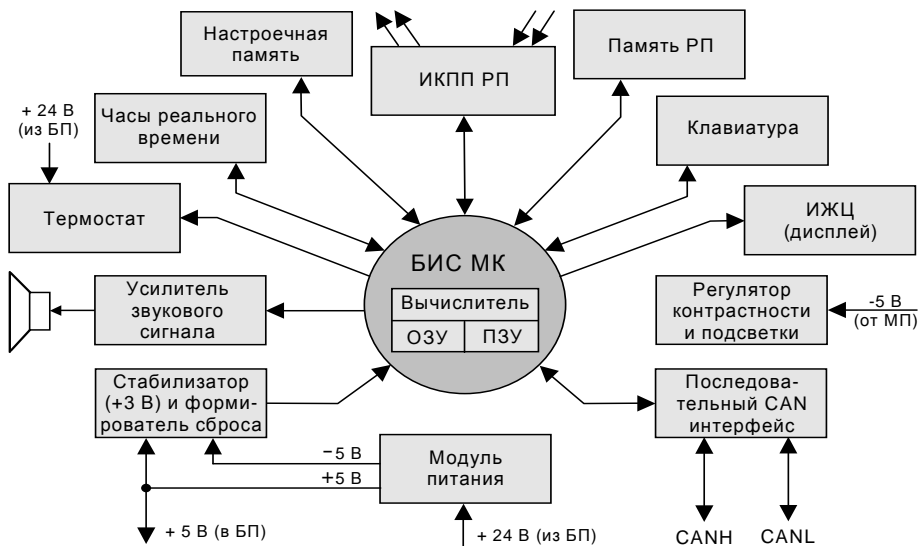 Настроечная
память
ИКПП РП
Память РП
+ 24 В
(из БП)
Часы реального
времени
Клавиатура
Термостат
ИЖЦ
(дисплей)
БИС МК
Вычислитель
ОЗУ
ПЗУ
Усилитель
звукового
сигнала
Регулятор
контрастности
и подсветки
-5 В
(от МП)
Стабилизатор
(+3 В) и форми-
рователь сброса
Последова-
тельный CAN
интерфейс
−5 В
+5 В
Модуль
питания
+ 5 В (в БП)
+ 24 В (из БП)
CANH
CANL